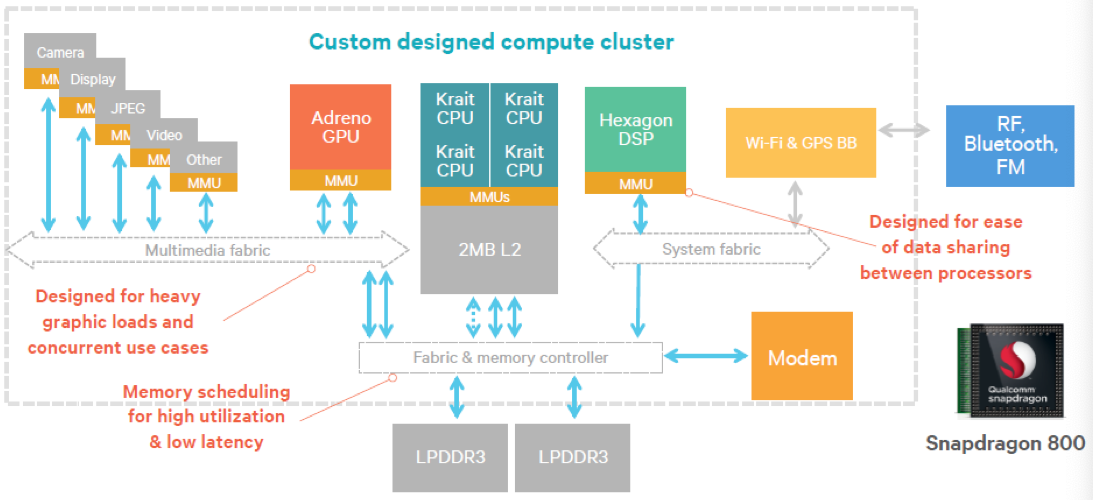 Custom designed compute cluster
Camera
MM
Display
MM
JPEG
MM
Video
MM
Other
MMU
Adreno
GPU
MMU
Krait
CPU
Krait
CPU
Krait
CPU
Krait
CPU
MMUs
2MB L2
Hexagon
DSP
MMU
Wi-Fi & GPS BB
RF,
Bluetooth,
FM
Multimedia fabric
System fabric
Designed for ease
of data sharing
between processors
Designed for heavy
graphic loads and
concurrent use cases
Fabric & memory controller
Modem
Memory scheduling
for high utilization
& low latency
LPDDR3
LPDDR3
Qualcomm
snapdragon
Snapdragon 800